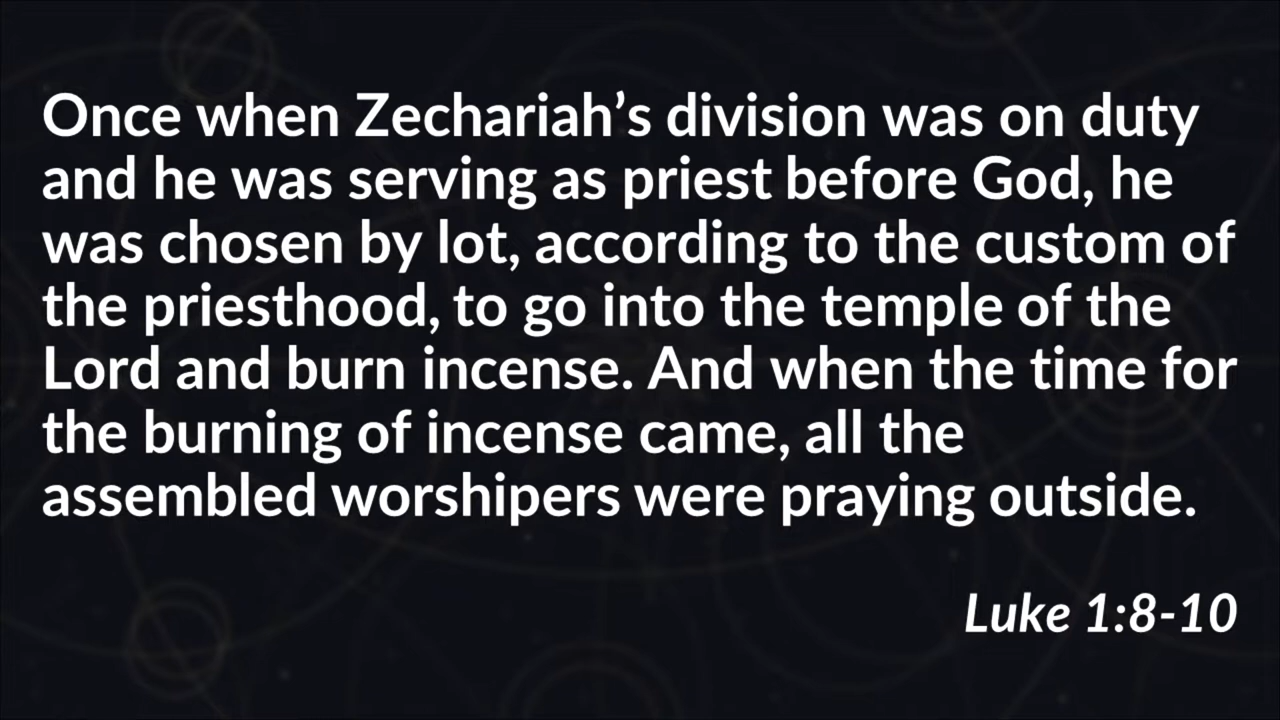 Once when Zechariah’s division was on duty
and he was serving as priest before God, he
was chosen by lot, according to the custom of
the priesthood, to go into the temple of the
Lord and burn incense. And when the time for
the burning of incense came, all the
assembled worshipers were praying outside.
Luke 1:8-10